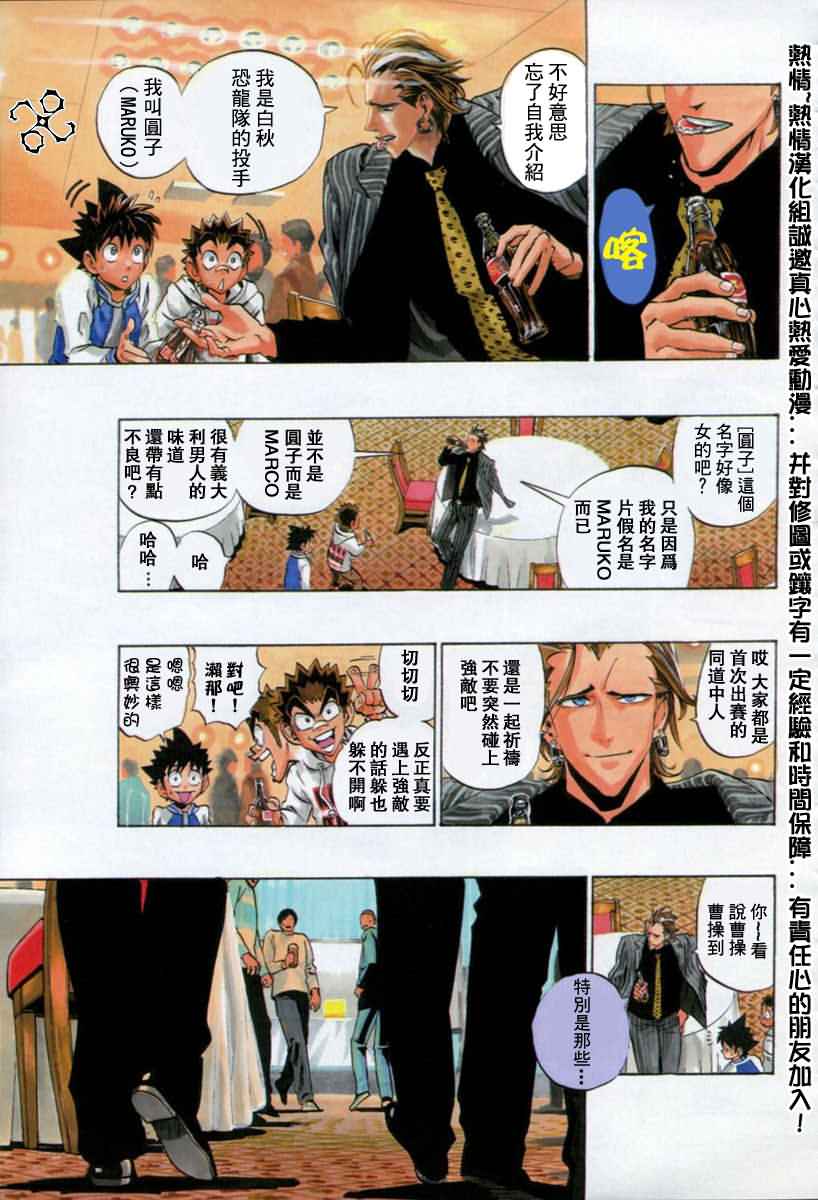 熱情~熱情漢化組誠邀真心熱愛動漫...并對修圖或鑲字有一定經驗和時間保障...有責任心的朋友加入！
喀
不好意思
忘了自我介紹
我是白秋
恐龍隊的投手
我叫圓子
（MARUKO）
［圓子］這個
名字好像
女的吧？
只是因爲
我的名字
片假名是
MARUKO
而已
並不是
圓子而是
MARCO
很有義大
利男人的
味道
還帶有點
不良吧？
哈
哈
哈…
哎 大家都是
首次出賽的
同道中人
還是一起祈禱
不要突然碰上
強敵吧
切切切
反正真要
遇上強敵
的話躲也
躲不開啊
對吧！
瀨那！
嗯嗯
是這樣
很奧妙的
你~~看
說曹操
曹操到
特別是那些…